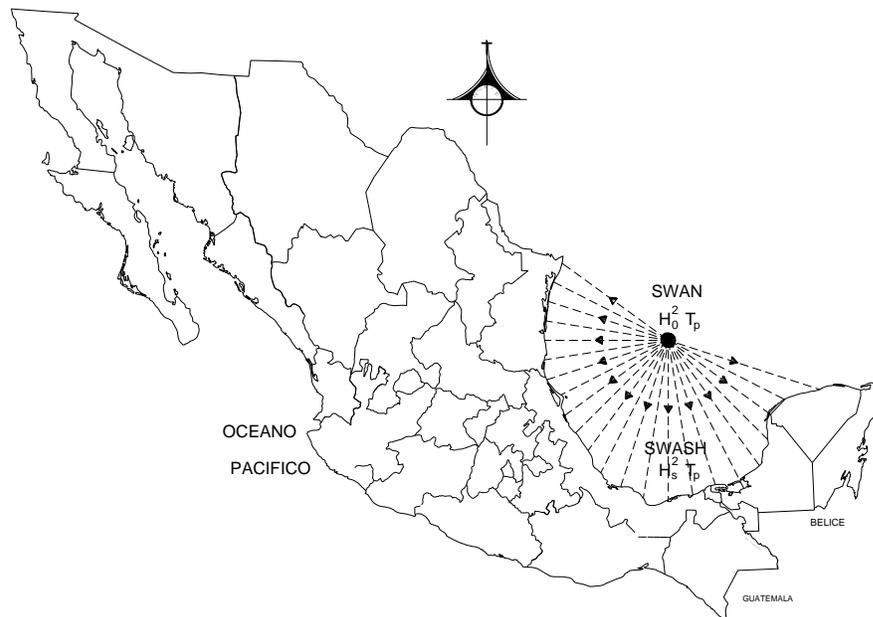 SWAN
H₀² Tₚ
OCEANO
PACIFICO
SWASH
Hₛ² Tₚ
BELICE
GUATEMALA